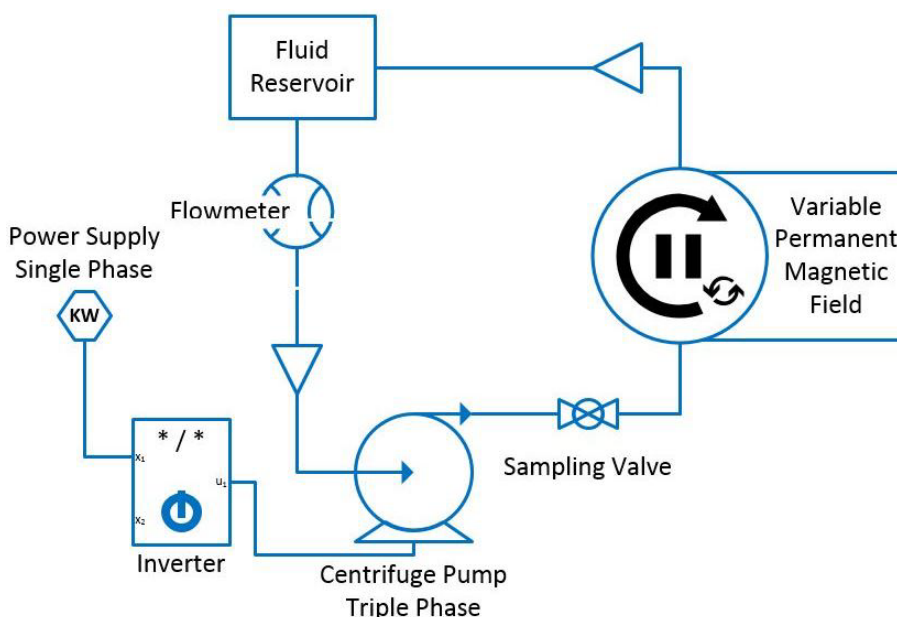 Fluid
Reservoir
Flowmeter
Power Supply
Single Phase
KW
* / *
x₁
u₁
x₂
Inverter
Centrifuge Pump
Triple Phase
Sampling Valve
Variable
Permanent
Magnetic
Field